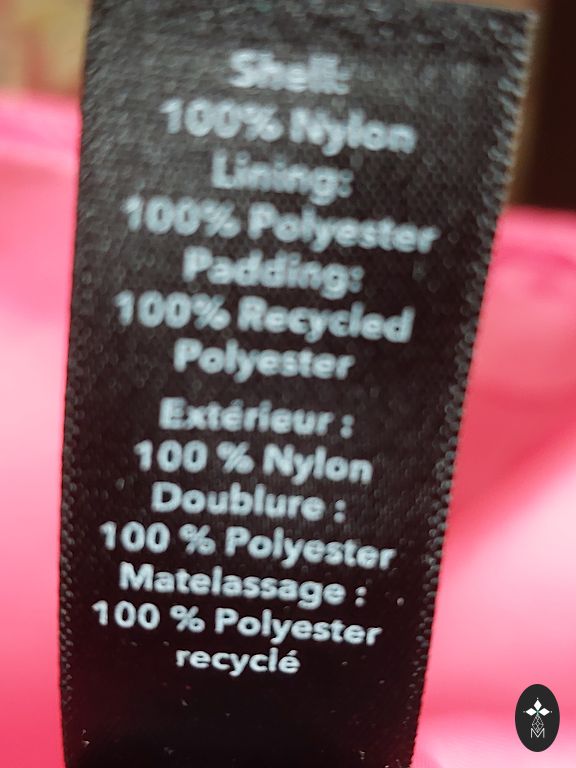 Shell:
100% Nylon
Lining:
100% Polyester
Padding:
100% Recycled
Polyester
Extérieur :
100 % Nylon
Doublure :
100 % Polyester
Matelassage :
100 % Polyester
recyclé
M